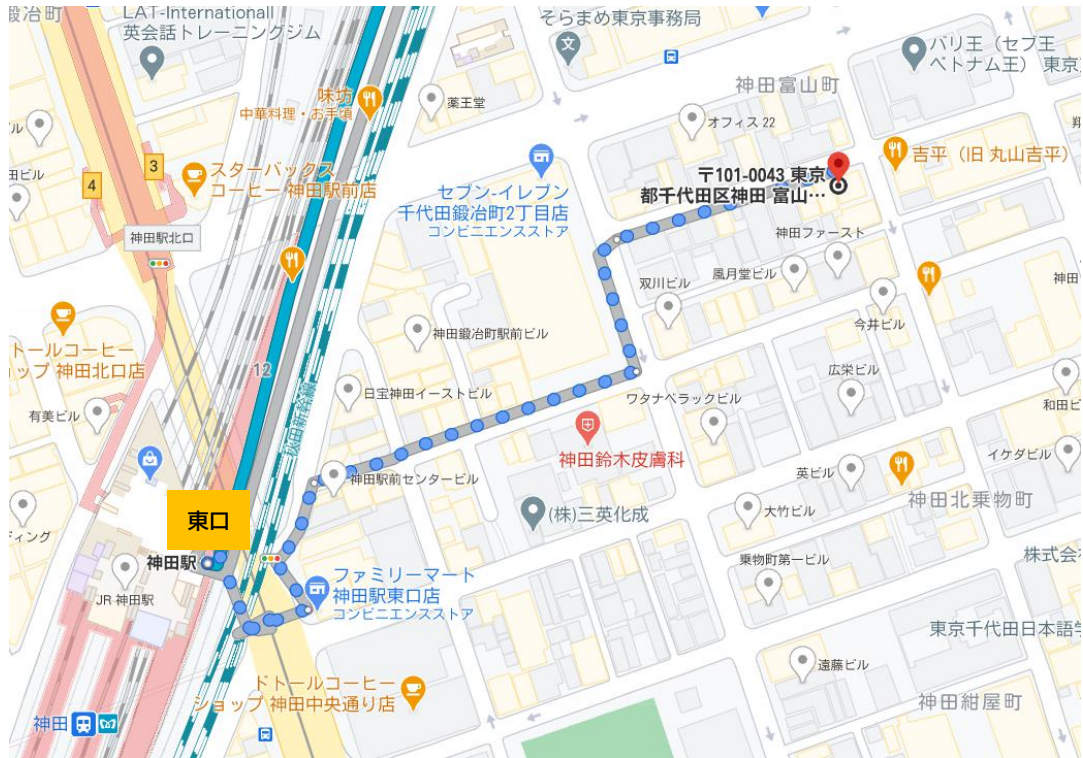 鍛冶町
LAT-Internationall
英会話トレーニングジム
そらまめ東京事務局
バリ王（セブ王
ベトナム王） 東京
味坊
中華料理・お手頃
薬王堂
神田富山町
オフィス 22
3
4
スターバックス
コーヒー 神田駅前店
セブン-イレブン
千代田鍛冶町2丁目店
コンビニエンスストア
〒101-0043 東京
都千代田区神田 富山…
吉平（旧 丸山吉平）
神田駅北口
神田ファースト
風月堂ビル
双川ビル
今井ビル
神田鍛冶町駅前ビル
トールコーヒー
ョップ 神田北口店
12
秋田新幹線
日宝神田イーストビル
広栄ビル
ワタナベラックビル
和田ビ
有美ビル
神田鈴木皮膚科
イケダビル
神田駅前センタービル
英ビル
神田北乗物町
東口
(株)三英化成
大竹ビル
ディング
神田駅
乗物町第一ビル
株式会
ファミリーマート
神田駅東口店
コンビニエンスストア
JR 神田駅
東京千代田日本語学
遠藤ビル
ドトールコーヒー
ショップ 神田中央通り店
神田紺屋町
神田